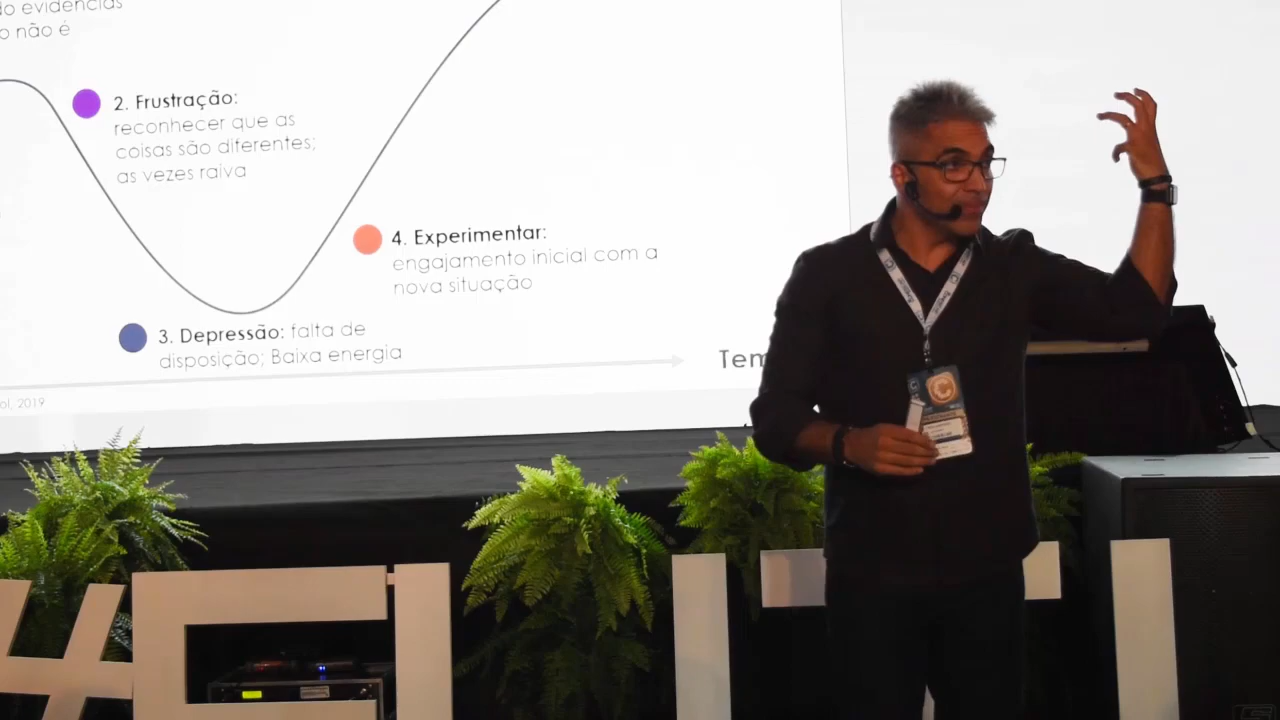 do evidências
o não é
2. Frustração:
reconhecer que as
coisas são diferentes;
as vezes raiva
4. Experimentar:
engajamento inicial com a
nova situação
3. Depressão: falta de
disposição; Baixa energia
Tem
ol, 2019